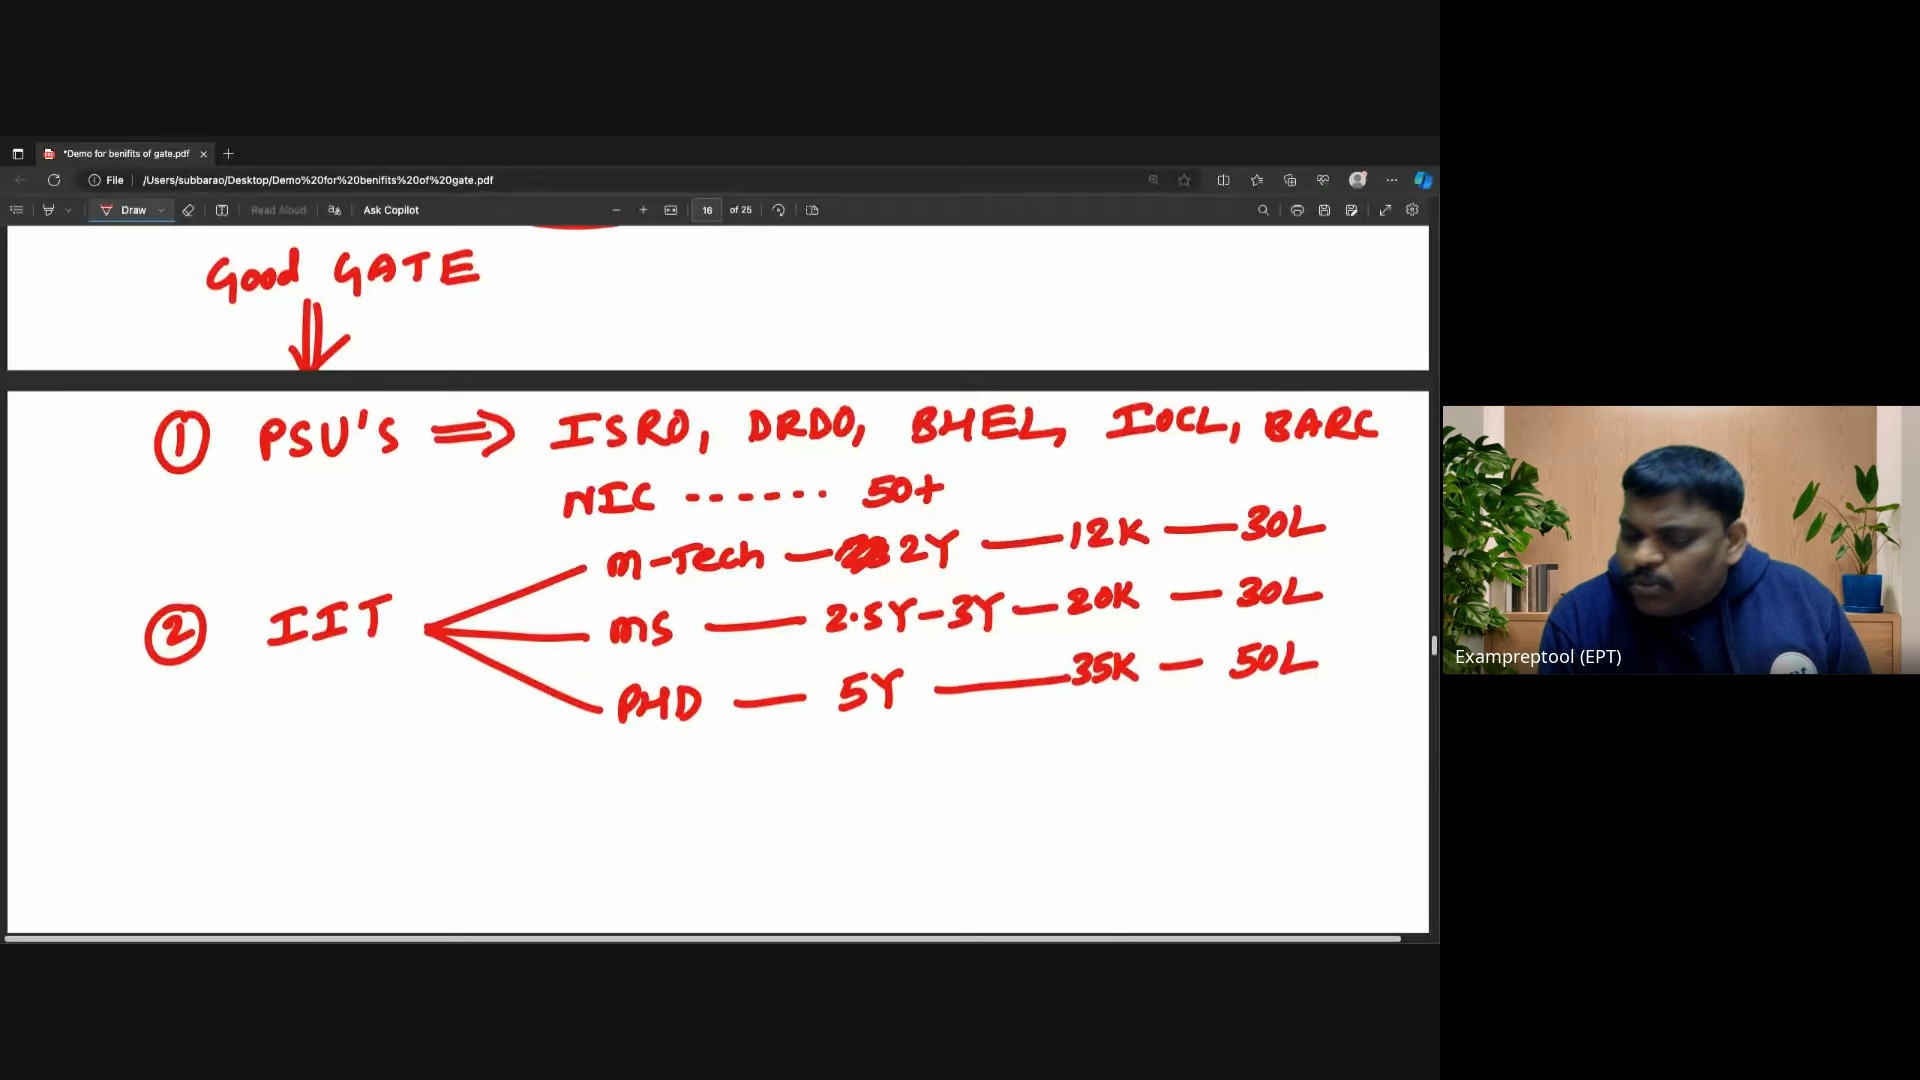 *Demo for benifits of gate.pdf
File /Users/subbarao/Desktop/Demo%20for%20benifits%20of%20gate.pdf
Draw Read Aloud Ask Copilot 16 of 25
Good GATE
① PSU'S ⇒ ISRO, DRDO, BHEL, IOCL, BARC
NIC ------ 50+
② IIT
M-Tech — 2Y — 12K — 30L
MS — 2.5Y-3Y — 20K — 30L
PHD — 5Y — 35K — 50L
Exampreptool (EPT)